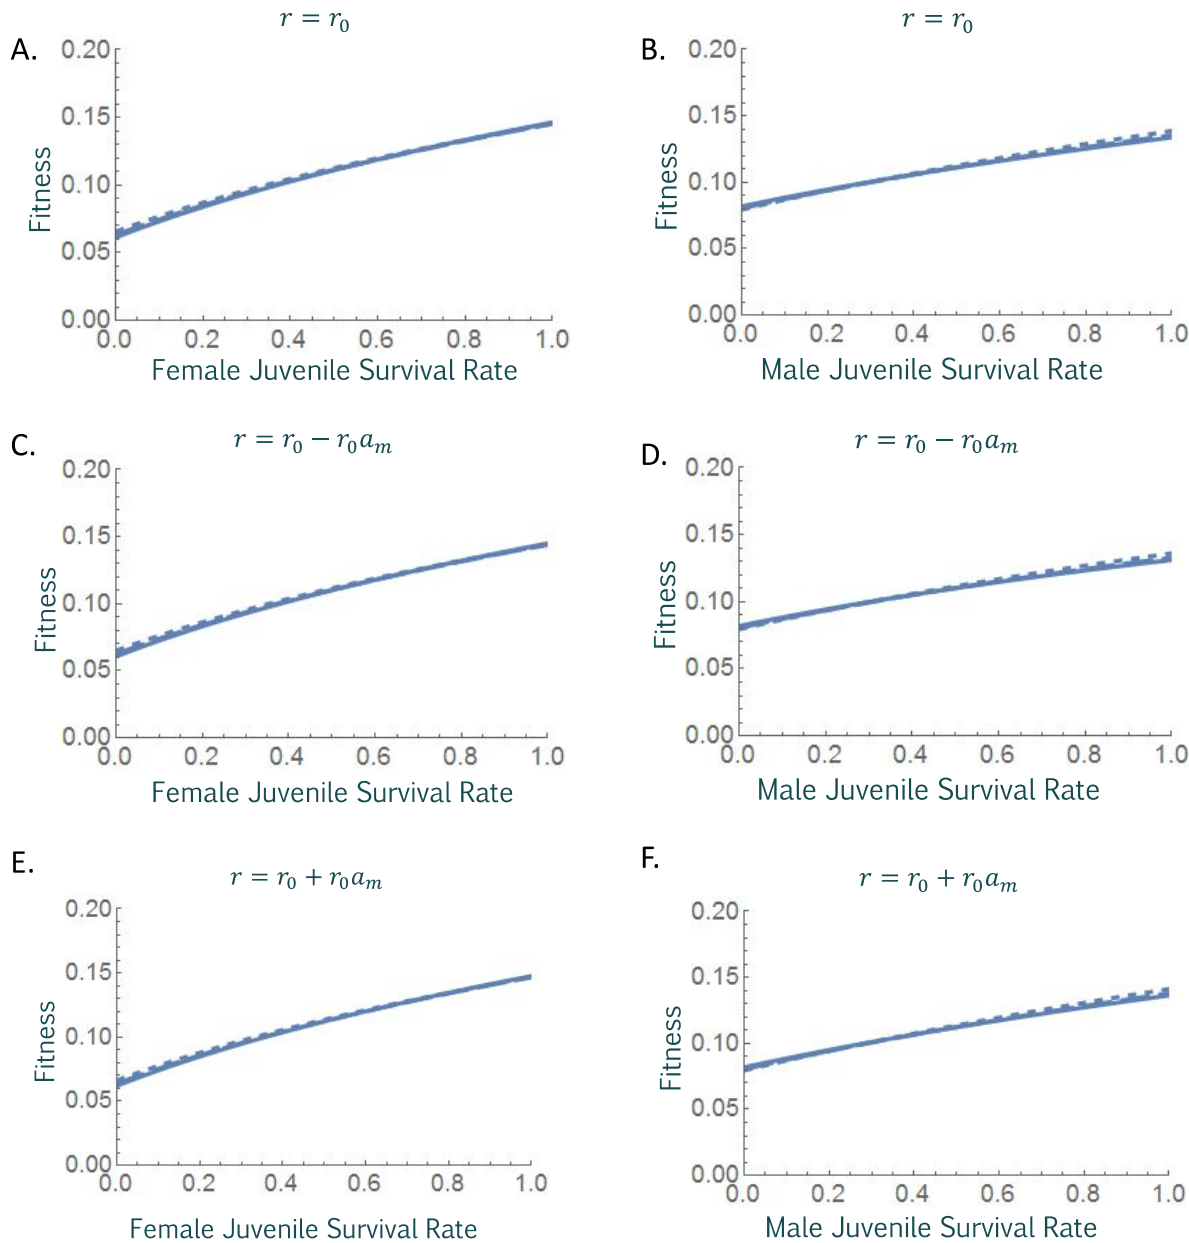 A.
r = r₀
0.20
0.15
0.10
0.05
0.00
Fitness
0.0 0.2 0.4 0.6 0.8 1.0
Female Juvenile Survival Rate
B.
r = r₀
0.20
0.15
0.10
0.05
0.00
Fitness
0.0 0.2 0.4 0.6 0.8 1.0
Male Juvenile Survival Rate
C.
r = r₀ − r₀aₘ
0.20
0.15
0.10
0.05
0.00
Fitness
0.0 0.2 0.4 0.6 0.8 1.0
Female Juvenile Survival Rate
D.
r = r₀ − r₀aₘ
0.20
0.15
0.10
0.05
0.00
Fitness
0.0 0.2 0.4 0.6 0.8 1.0
Male Juvenile Survival Rate
E.
r = r₀ + r₀aₘ
0.20
0.15
0.10
0.05
0.00
Fitness
0.0 0.2 0.4 0.6 0.8 1.0
Female Juvenile Survival Rate
F.
r = r₀ + r₀aₘ
0.20
0.15
0.10
0.05
0.00
Fitness
0.0 0.2 0.4 0.6 0.8 1.0
Male Juvenile Survival Rate